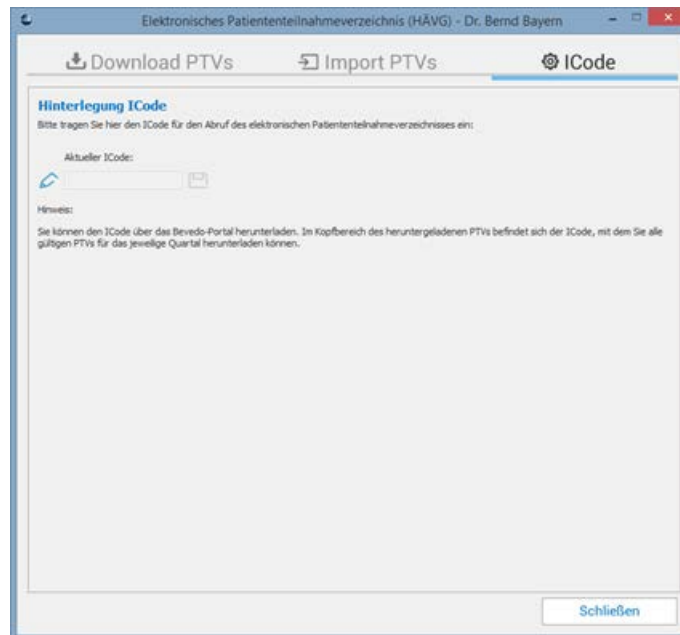 Elektronisches Patiententeilnahmeverzeichnis (HÄVG) - Dr. Bernd Bayern
Download PTVs
Import PTVs
ICode
Hinterlegung ICode
Bitte tragen Sie hier den ICode für den Abruf des elektronischen Patiententeilnahmeverzeichnisses ein:
Aktueller ICode:
Hinweis:
Sie können den ICode über das Bevedo-Portal herunterladen. Im Kopfbereich des heruntergeladenen PTVs befindet sich der ICode, mit dem Sie alle
gültigen PTVs für das jeweilige Quartal herunterladen können.
Schließen